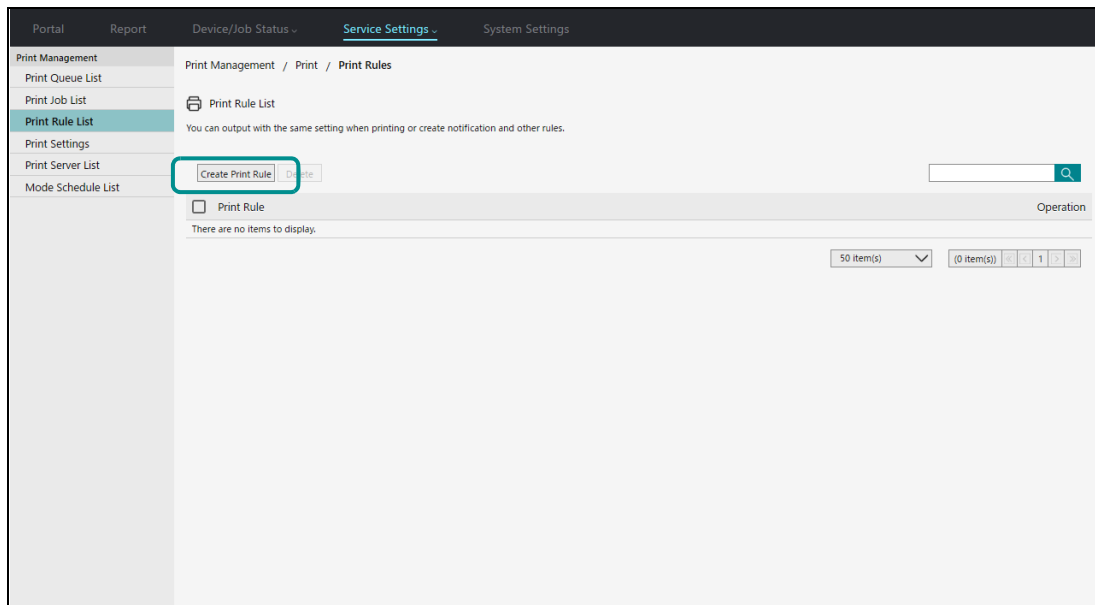 Portal Report Device/Job Status Service Settings System Settings
Print Management
Print Queue List
Print Job List
Print Rule List
Print Settings
Print Server List
Mode Schedule List
Print Management / Print / Print Rules
Print Rule List
You can output with the same setting when printing or create notification and other rules.
Create Print Rule Delete
Print Rule Operation
There are no items to display.
50 item(s) (0 item(s)) << < 1 > >>